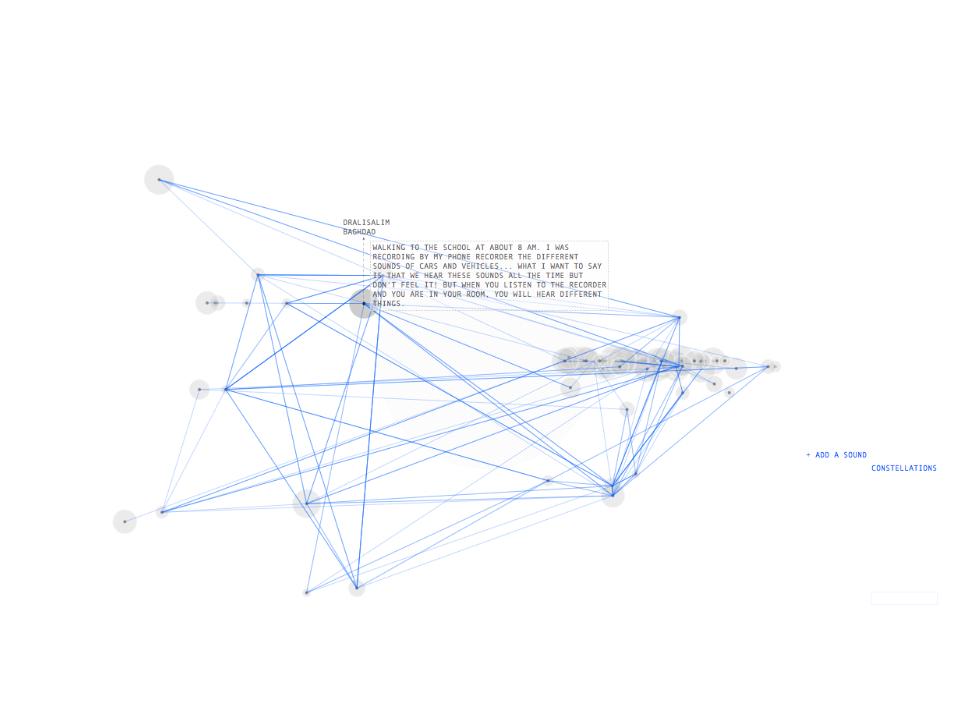 DRALISALIM
BAGHDAD
WALKING TO THE SCHOOL AT ABOUT 8 AM. I WAS
RECORDING BY MY PHONE RECORDER THE DIFFERENT
SOUNDS OF CARS AND VEHICLES... WHAT I WANT TO SAY
IS THAT WE HEAR THESE SOUNDS ALL THE TIME BUT
DON'T FEEL IT! BUT WHEN YOU LISTEN TO THE RECORDER
AND YOU ARE IN YOUR ROOM, YOU WILL HEAR DIFFERENT
THINGS.
+ ADD A SOUND
CONSTELLATIONS